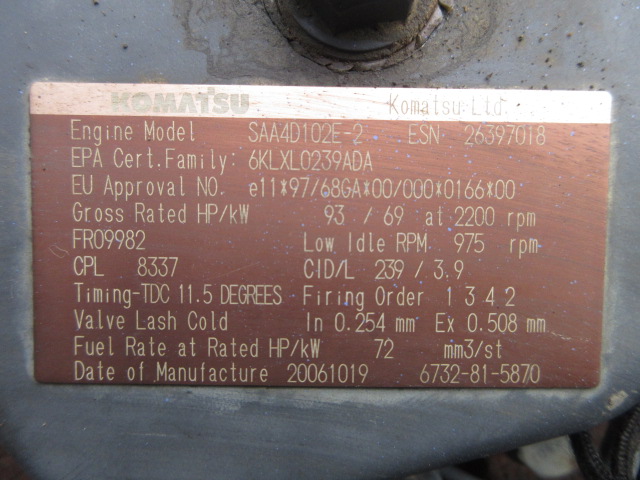 KOMATSU Komatsu Ltd.
Engine Model SAA4D102E-2 ESN 26397018
EPA Cert.Family: 6KLXL0239ADA
EU Approval NO. e11*97/68GA*00/000*0166*00
Gross Rated HP/kW 93 / 69 at 2200 rpm
FR09982 Low Idle RPM 975 rpm
CPL 8337 CID/L 239 / 3.9
Timing-TDC 11.5 DEGREES Firing Order 1 3 4 2
Valve Lash Cold In 0.254 mm Ex 0.508 mm
Fuel Rate at Rated HP/kW 72 mm3/st
Date of Manufacture 20061019 6732-81-5870